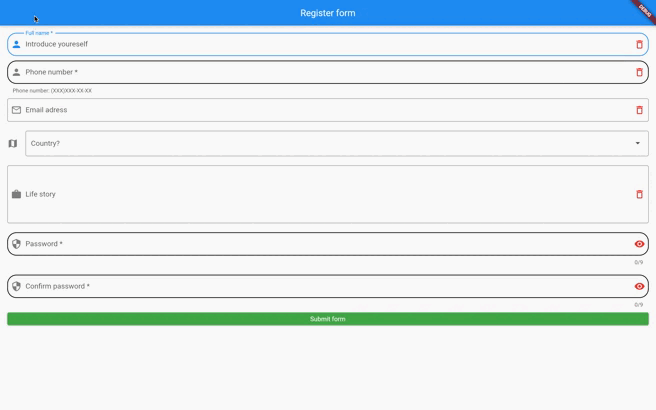 Register form
DEBUG
Full name *
Introduce youreself
Phone number *
Phone number: (XXX)XXX-XX-XX
Email adress
Country?
Life story
Password *
0/9
Confirm password *
0/9
Submit form